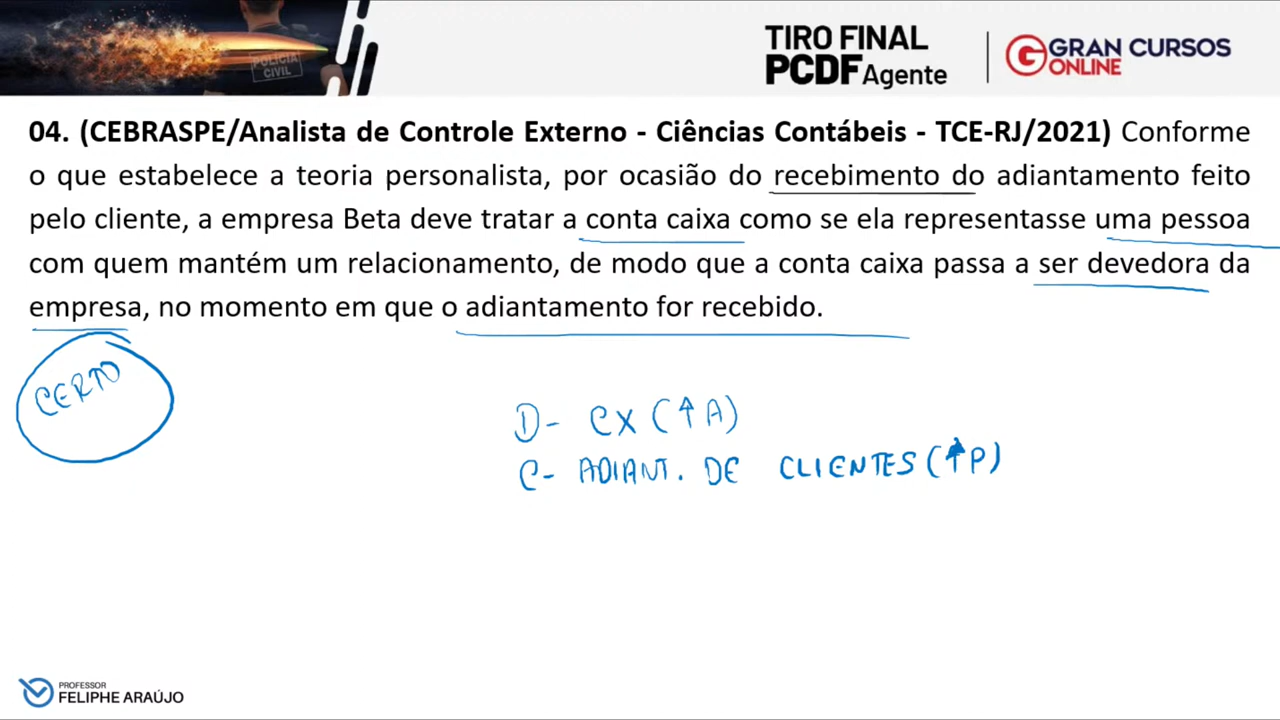 POLICIA
CIVIL
TIRO FINAL
PCDF Agente
G GRAN CURSOS
ONLINE
04. (CEBRASPE/Analista de Controle Externo - Ciências Contábeis - TCE-RJ/2021) Conforme
o que estabelece a teoria personalista, por ocasião do recebimento do adiantamento feito
pelo cliente, a empresa Beta deve tratar a conta caixa como se ela representasse uma pessoa
com quem mantém um relacionamento, de modo que a conta caixa passa a ser devedora da
empresa, no momento em que o adiantamento for recebido.
CERTO
D- CX (↑A)
C- ADIANT. DE CLIENTES (↑P)
PROFESSOR
FELIPHE ARAÚJO